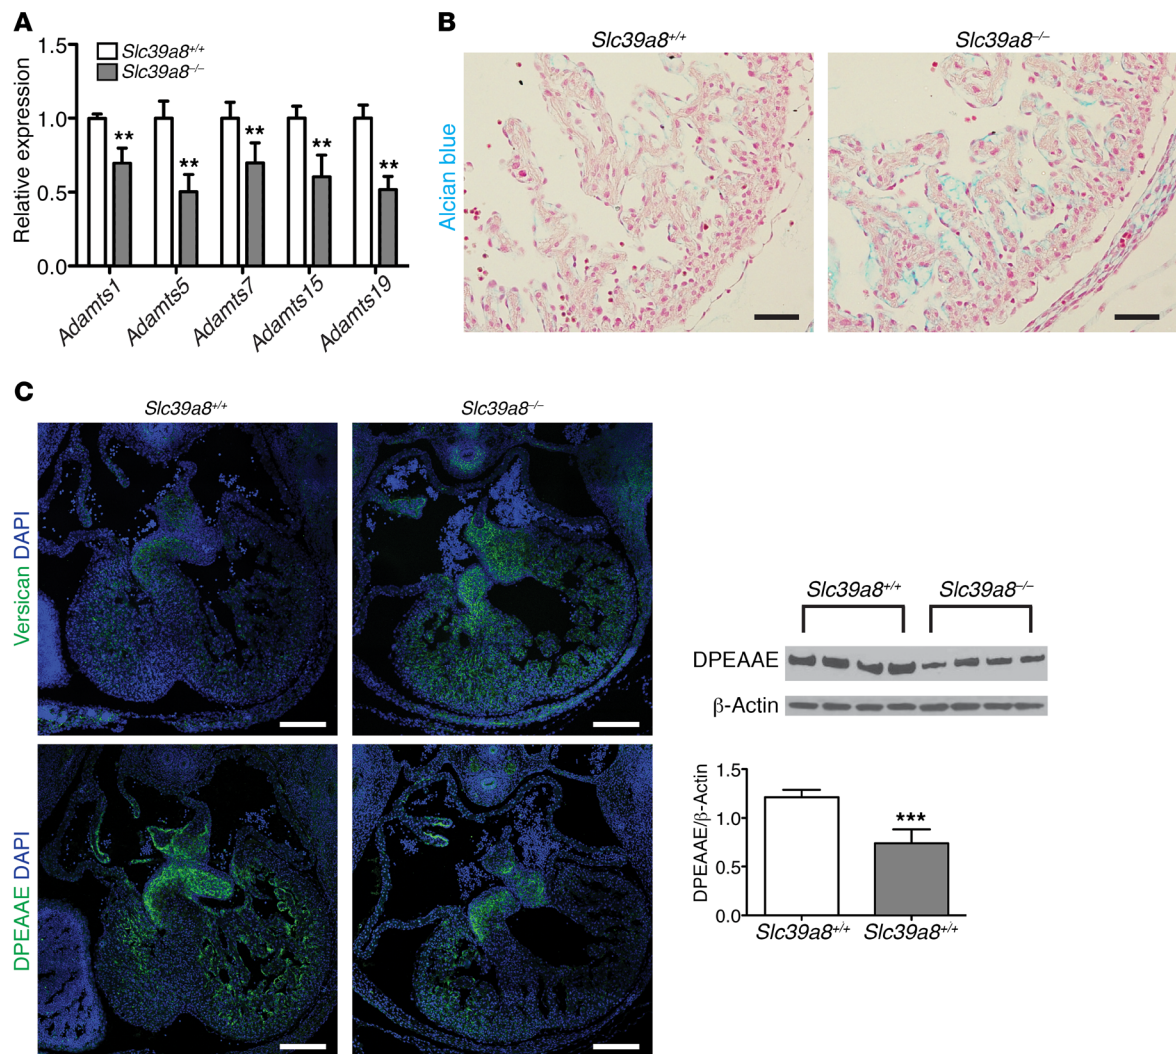 A
1.5
1.0
0.5
0.0
Relative expression
Slc39a8+/+
Slc39a8–/–
**
**
**
**
**
Adamts1
Adamts5
Adamts7
Adamts15
Adamts19
B
Slc39a8+/+
Slc39a8–/–
Alcian blue
C
Slc39a8+/+
Slc39a8–/–
Versican DAPI
DPEAAE DAPI
Slc39a8+/+
Slc39a8–/–
DPEAAE
β-Actin
1.5
1.0
0.5
0.0
DPEAAE/β-Actin
***
Slc39a8+/+
Slc39a8+/+